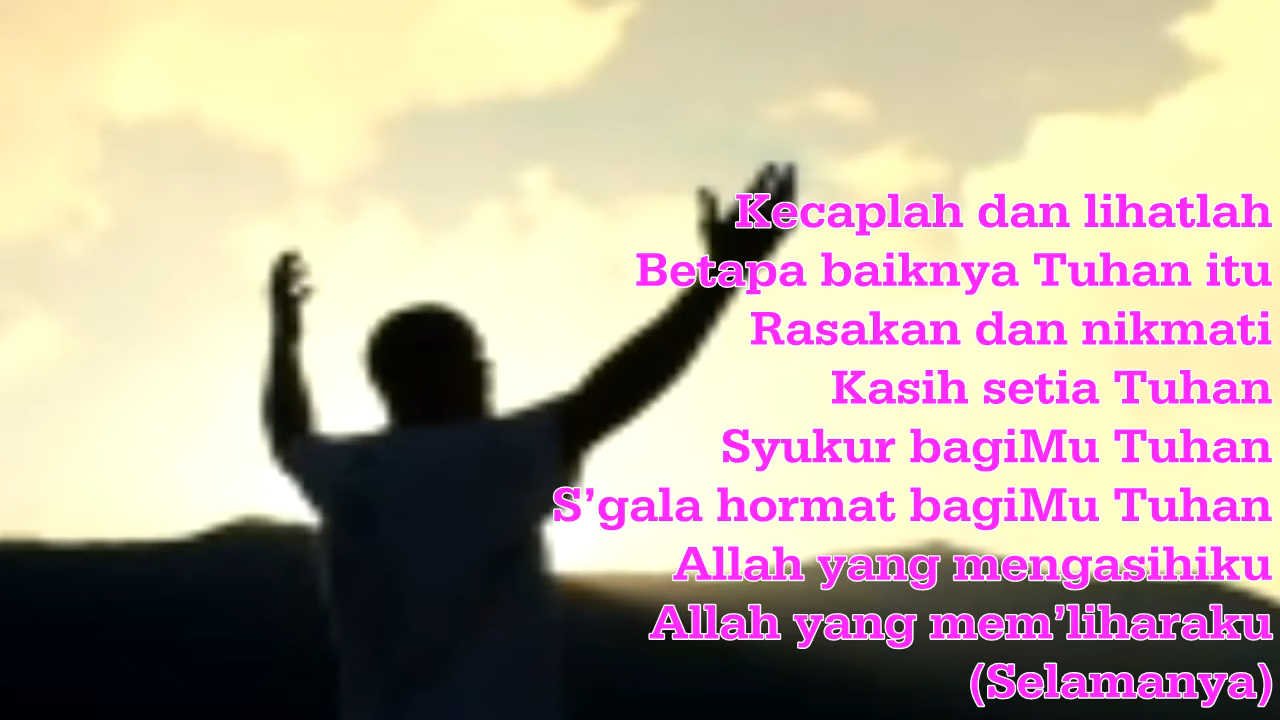 Kecaplah dan lihatlah
Betapa baiknya Tuhan itu
Rasakan dan nikmati
Kasih setia Tuhan
Syukur bagiMu Tuhan
S’gala hormat bagiMu Tuhan
Allah yang mengasihiku
Allah yang mem’liharaku
(Selamanya)